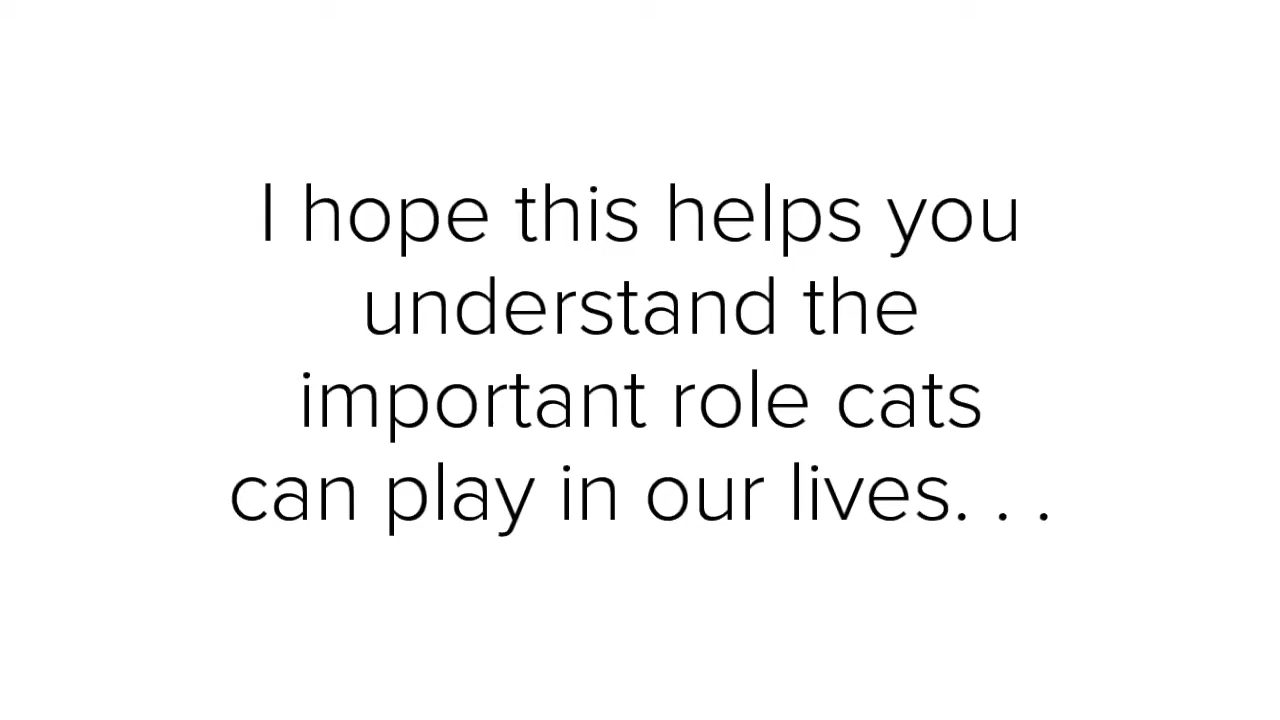 I hope this helps you
understand the
important role cats
can play in our lives. . .